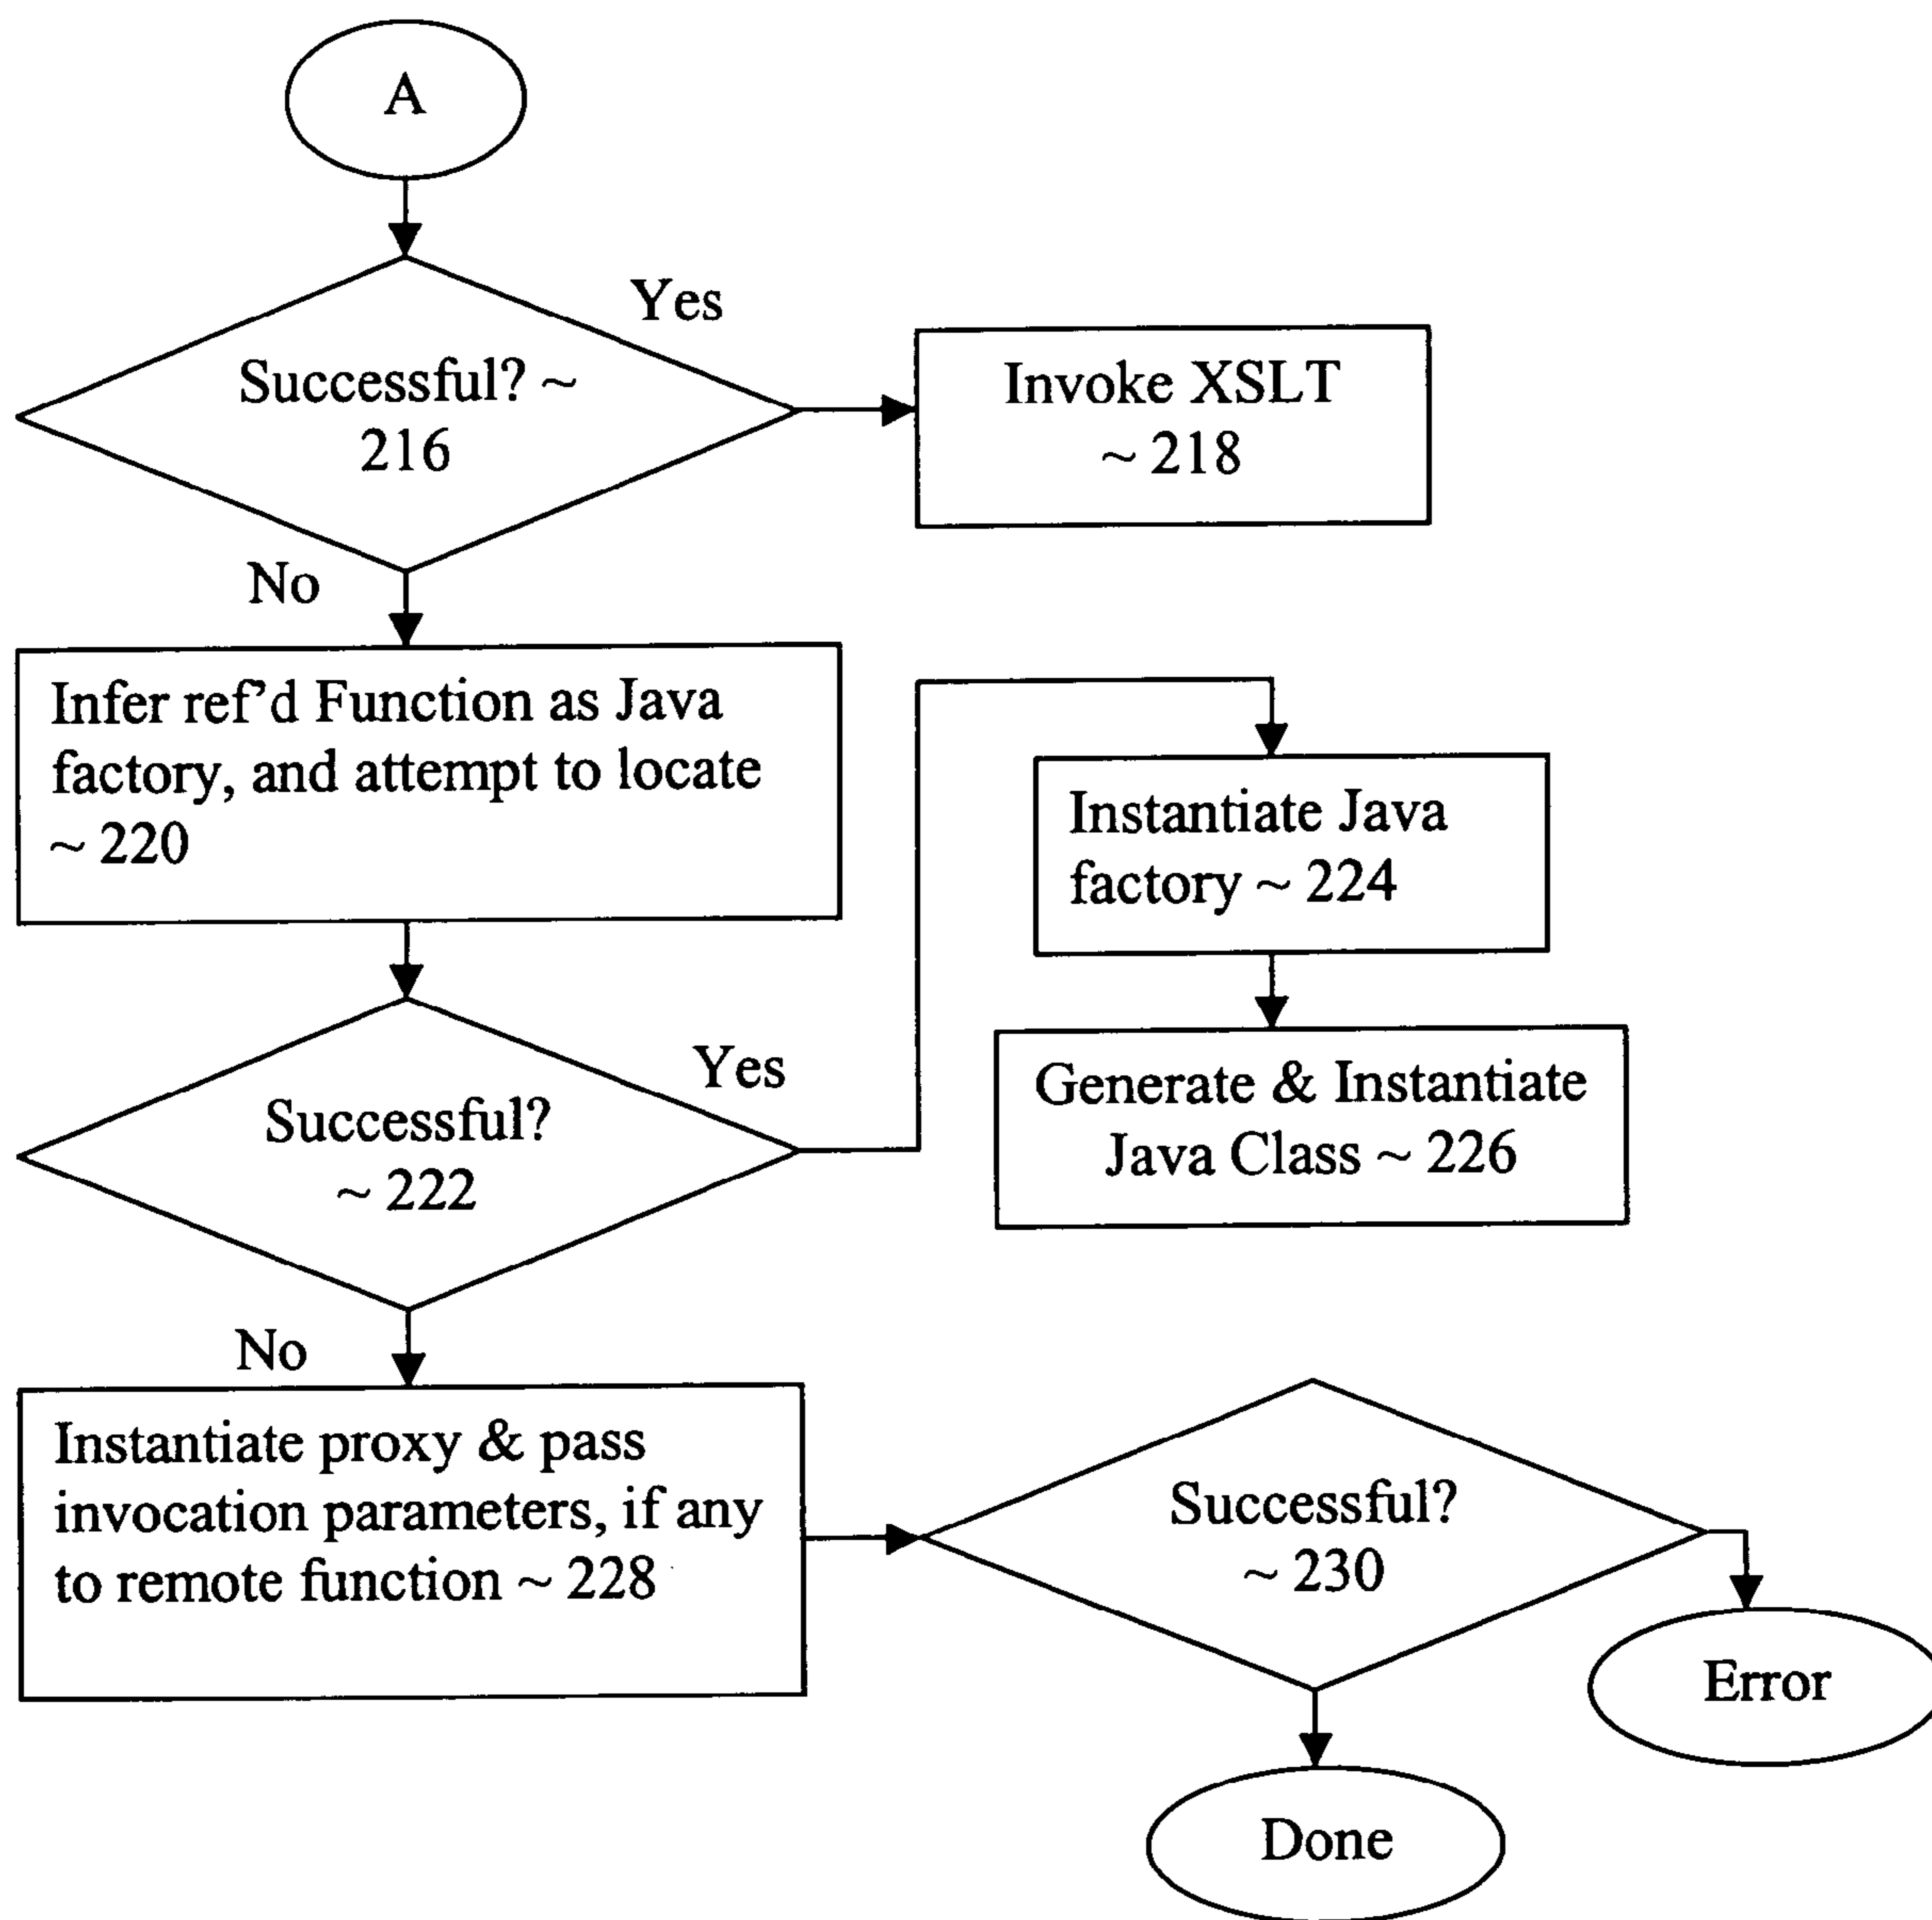 A
Yes
Successful? ~
216
Invoke XSLT
~ 218
No
Infer ref'd Function as Java
factory, and attempt to locate
~ 220
Instantiate Java
factory ~ 224
Yes
Successful?
~ 222
Generate & Instantiate
Java Class ~ 226
No
Instantiate proxy & pass
invocation parameters, if any
to remote function ~ 228
Successful?
~ 230
Error
Done